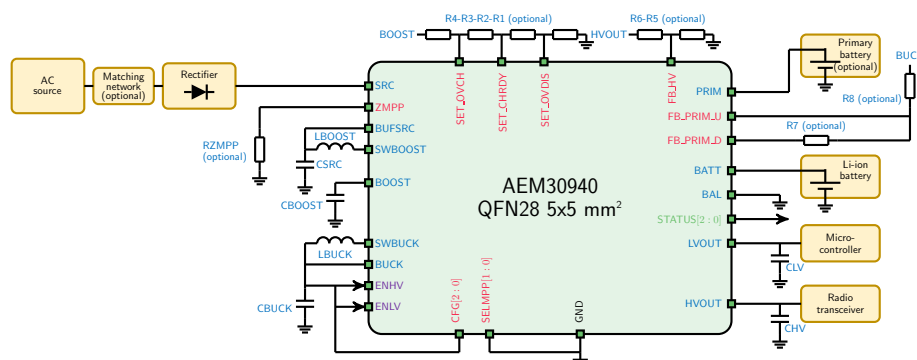 R4-R3-R2-R1 (optional)
R6-R5 (optional)
BOOST
HVOUT
AC
source
Matching
network
(optional)
Rectifier
Primary
battery
(optional)
BUC
R8 (optional)
R7 (optional)
SRC
ZMPP
BUFSRC
SWBOOST
BOOST
SWBUCK
BUCK
ENHV
ENLV
RZMPP
(optional)
LBOOST
CSRC
CBOOST
LBUCK
CBUCK
SET_OVCH
SET_CHRDY
SET_OVDIS
FB_HV
AEM30940
QFN28 5x5 mm²
CFG[2 : 0]
SELMPP[1 : 0]
GND
PRIM
FB_PRIM_U
FB_PRIM_D
BATT
BAL
STATUS[2 : 0]
LVOUT
HVOUT
Li-ion
battery
Micro-
controller
CLV
Radio
transceiver
CHV